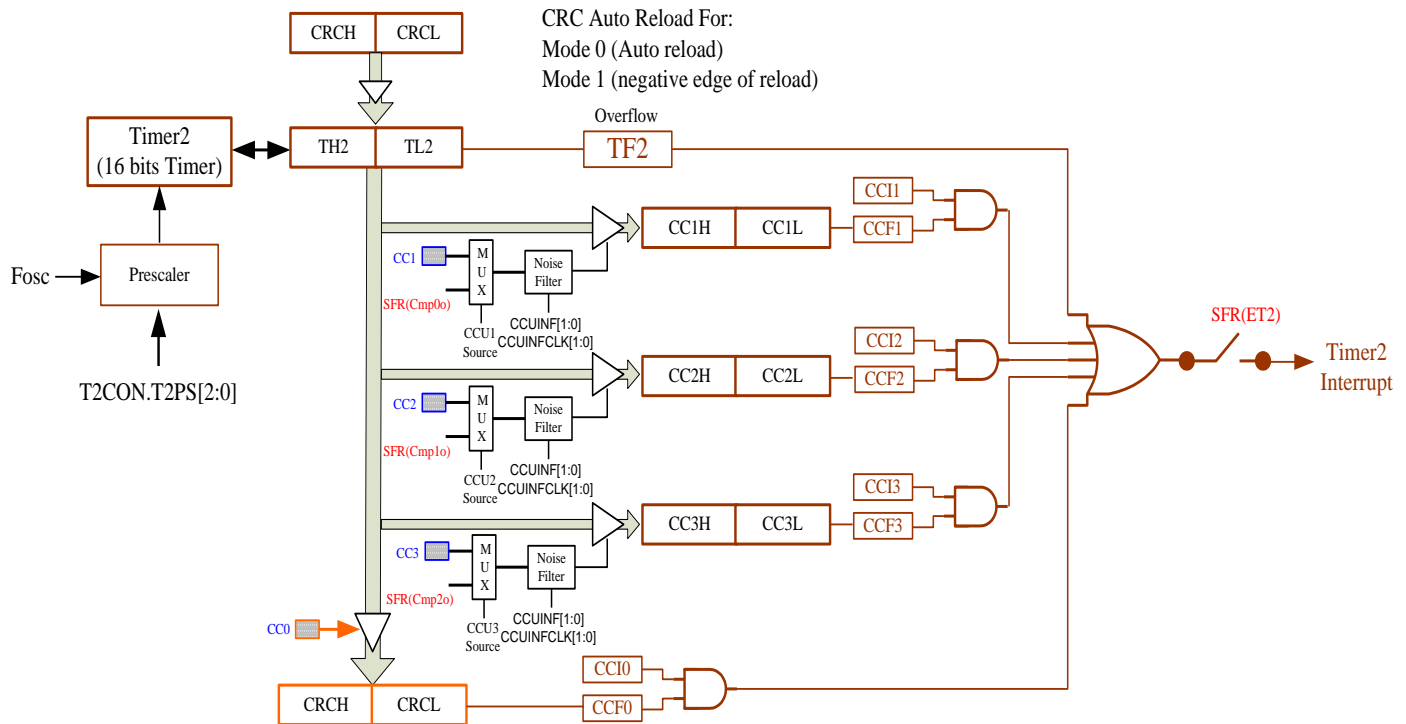 CRCH CRCL
CRC Auto Reload For:
Mode 0 (Auto reload)
Mode 1 (negative edge of reload)
Timer2
(16 bits Timer)
TH2 TL2
Overflow
TF2
Fosc
Prescaler
T2CON.T2PS[2:0]
CC1
SFR(Cmp0o)
M
U
X
CCU1
Source
Noise
Filter
CCUINF[1:0]
CCUINFCLK[1:0]
CC1H CC1L
CCI1
CCF1
CC2
SFR(Cmp1o)
M
U
X
CCU2
Source
Noise
Filter
CCUINF[1:0]
CCUINFCLK[1:0]
CC2H CC2L
CCI2
CCF2
SFR(ET2)
Timer2
Interrupt
CC3
SFR(Cmp2o)
M
U
X
CCU3
Source
Noise
Filter
CCUINF[1:0]
CCUINFCLK[1:0]
CC3H CC3L
CCI3
CCF3
CC0
CRCH CRCL
CCI0
CCF0